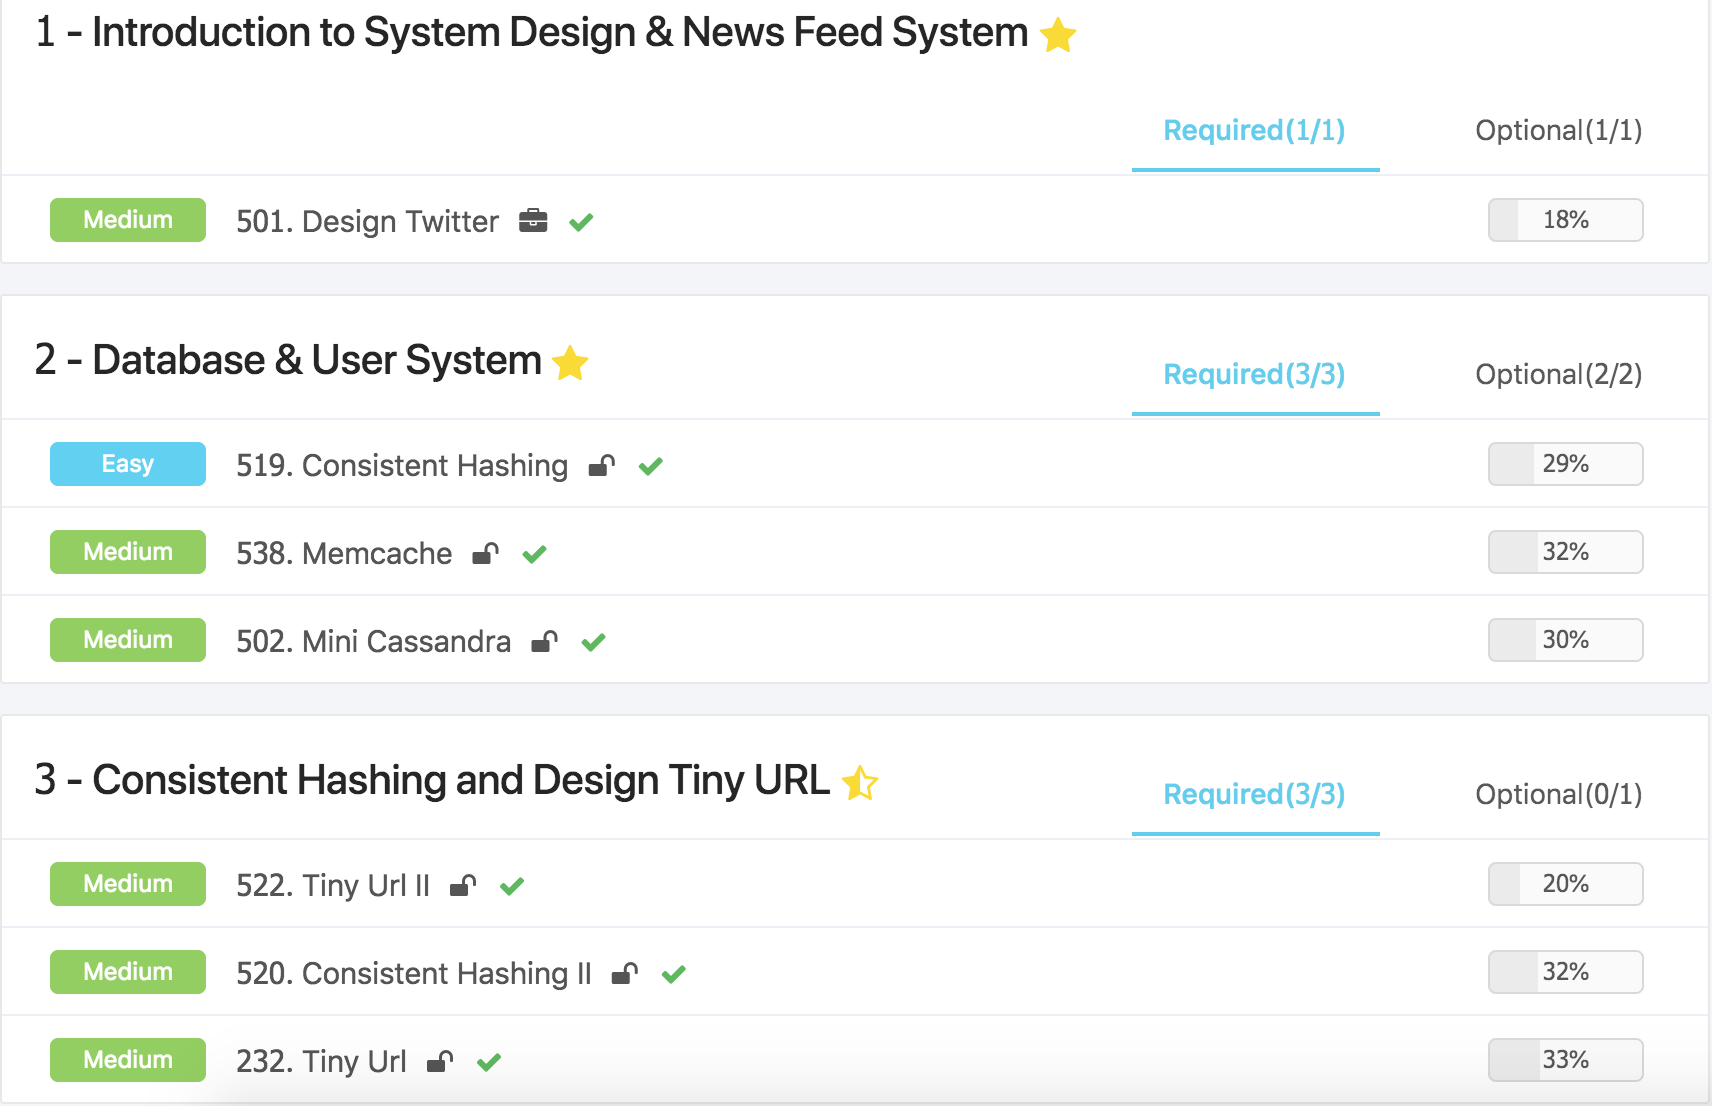 1 - Introduction to System Design & News Feed System
Required(1/1) Optional(1/1)
Medium 501. Design Twitter 18%
2 - Database & User System
Required(3/3) Optional(2/2)
Easy 519. Consistent Hashing 29%
Medium 538. Memcache 32%
Medium 502. Mini Cassandra 30%
3 - Consistent Hashing and Design Tiny URL
Required(3/3) Optional(0/1)
Medium 522. Tiny Url II 20%
Medium 520. Consistent Hashing II 32%
Medium 232. Tiny Url 33%